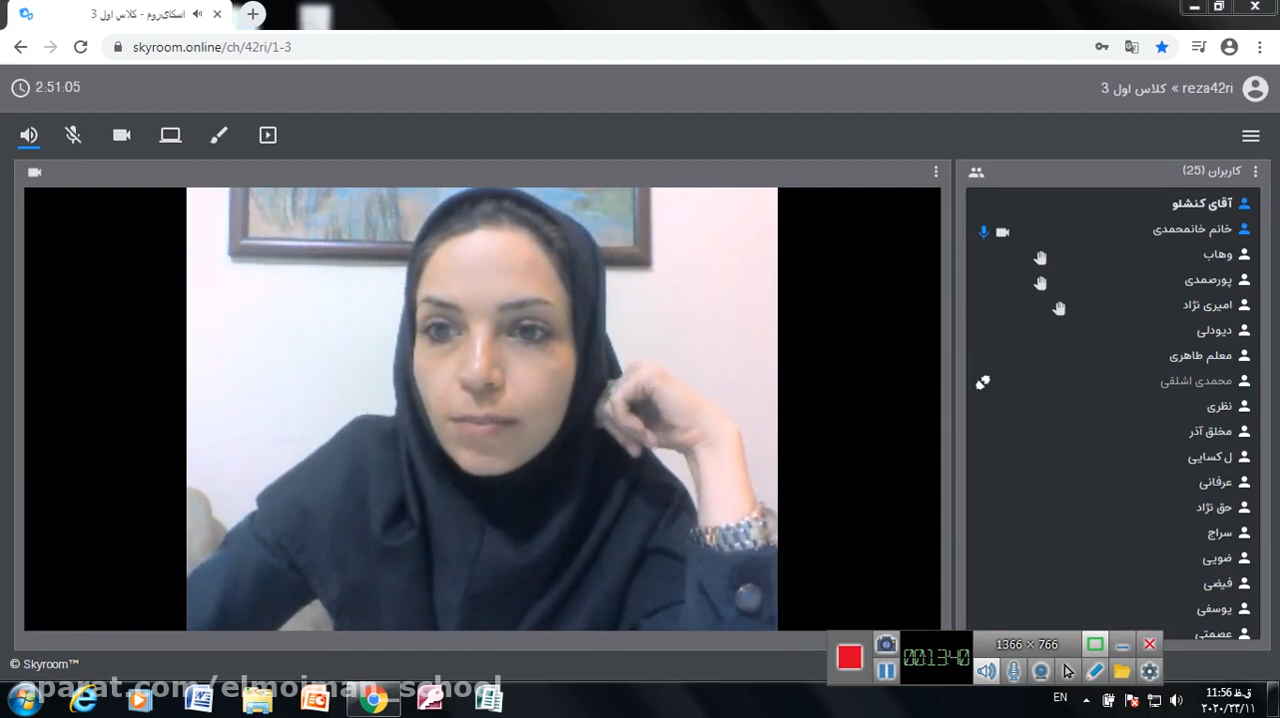 اسکای‌روم - کلاس اول 3
skyroom.online/ch/42ri/1-3
2:51:05
reza42ri » کلاس اول 3
کاربران (25)
آقای کنشلو
خانم خانمحمدی
وهاب
پورصمدی
امیری نژاد
دیودلی
معلم طاهری
محمدی اشلقی
نظری
مخلق آذر
ل کسایی
عرفانی
حق نژاد
سراج
ضویی
فیضی
یوسفی
عصمتی
1366 × 766
00:13:40
© Skyroom™
aparat.com/elmoiman_school
EN
11:56 ق.ظ
۲۰۲۰/۲۳/۱۱